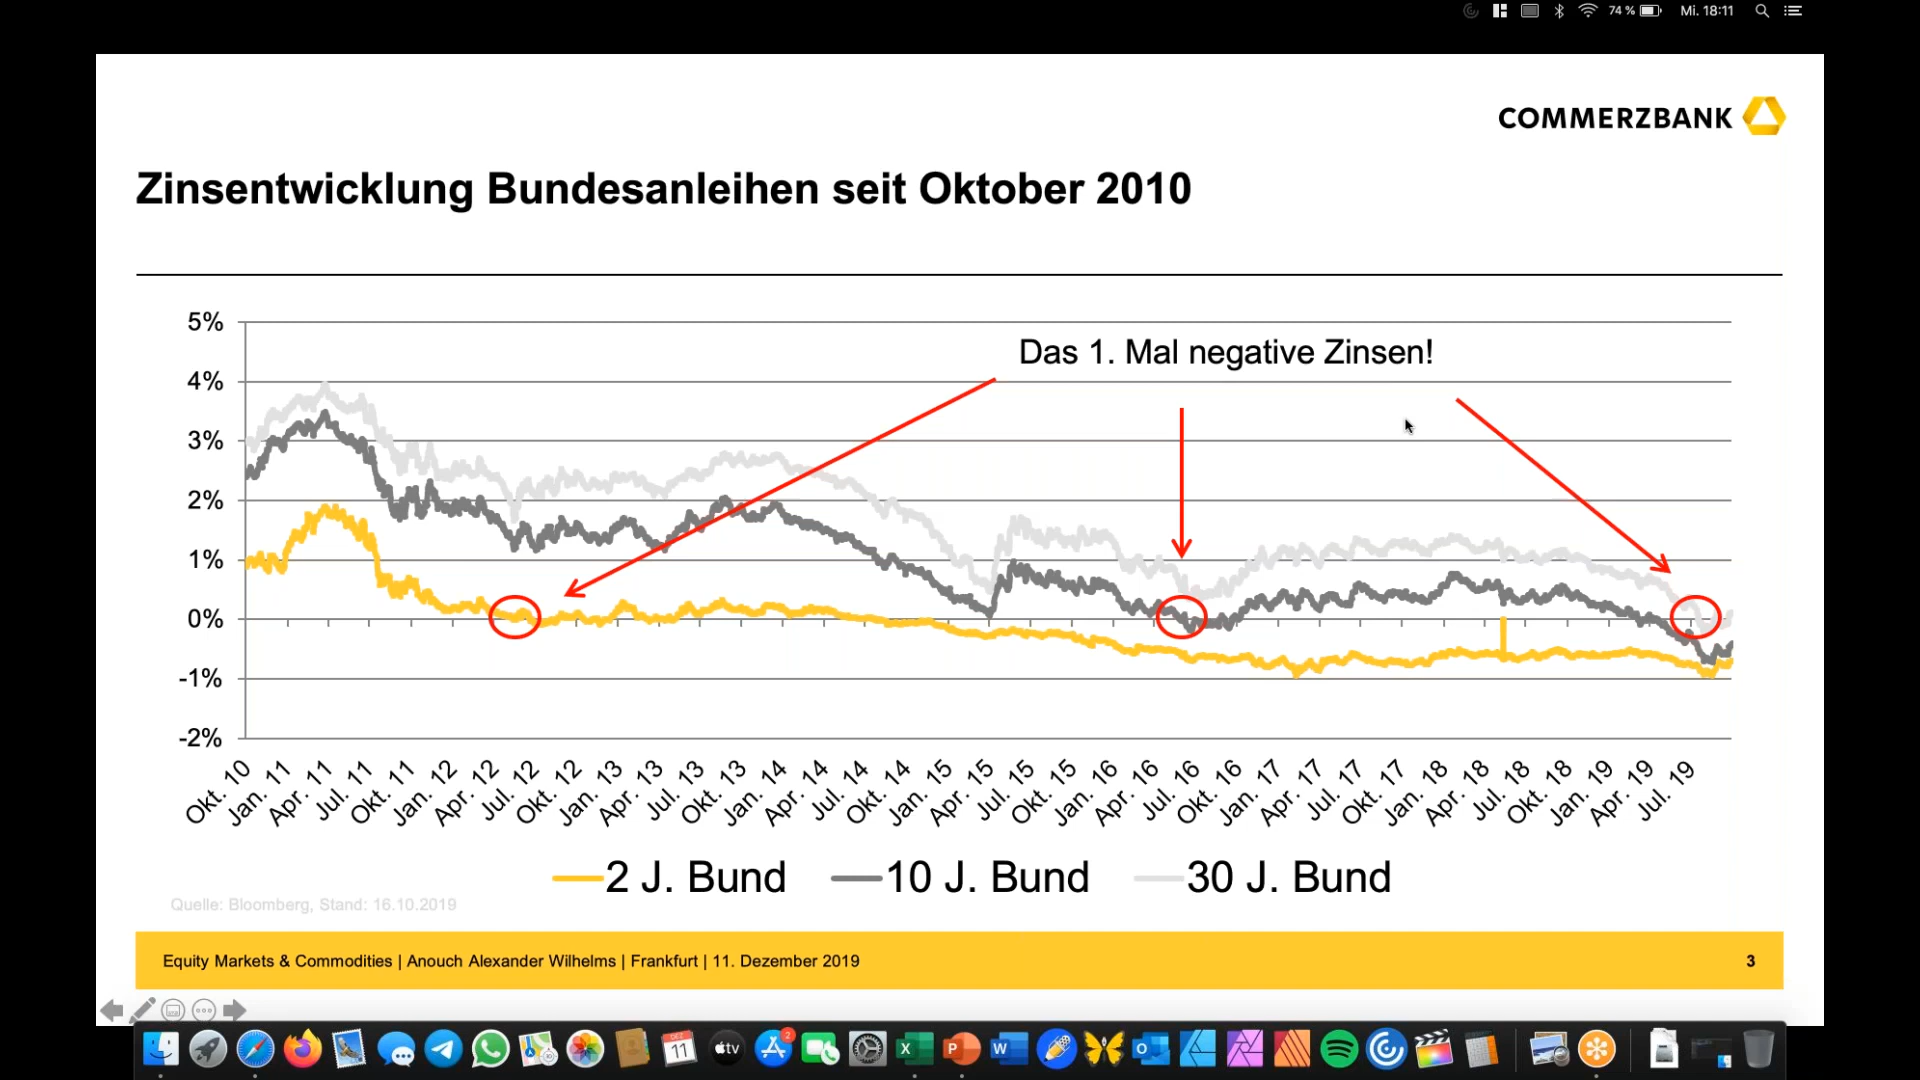 74 % Mi. 18:11
COMMERZBANK
Zinsentwicklung Bundesanleihen seit Oktober 2010
Das 1. Mal negative Zinsen!
5%
4%
3%
2%
1%
0%
-1%
-2%
Okt. 10
Jan. 11
Apr. 11
Jul. 11
Okt. 11
Jan. 12
Apr. 12
Jul. 12
Okt. 12
Jan. 13
Apr. 13
Jul. 13
Okt. 13
Jan. 14
Apr. 14
Jul. 14
Okt. 14
Jan. 15
Apr. 15
Jul. 15
Okt. 15
Jan. 16
Apr. 16
Jul. 16
Okt. 16
Jan. 17
Apr. 17
Jul. 17
Okt. 17
Jan. 18
Apr. 18
Jul. 18
Okt. 18
Jan. 19
Apr. 19
Jul. 19
2 J. Bund 10 J. Bund 30 J. Bund
Quelle: Bloomberg, Stand: 16.10.2019
Equity Markets & Commodities | Anouch Alexander Wilhelms | Frankfurt | 11. Dezember 2019 3
11 tv 2 X P W O